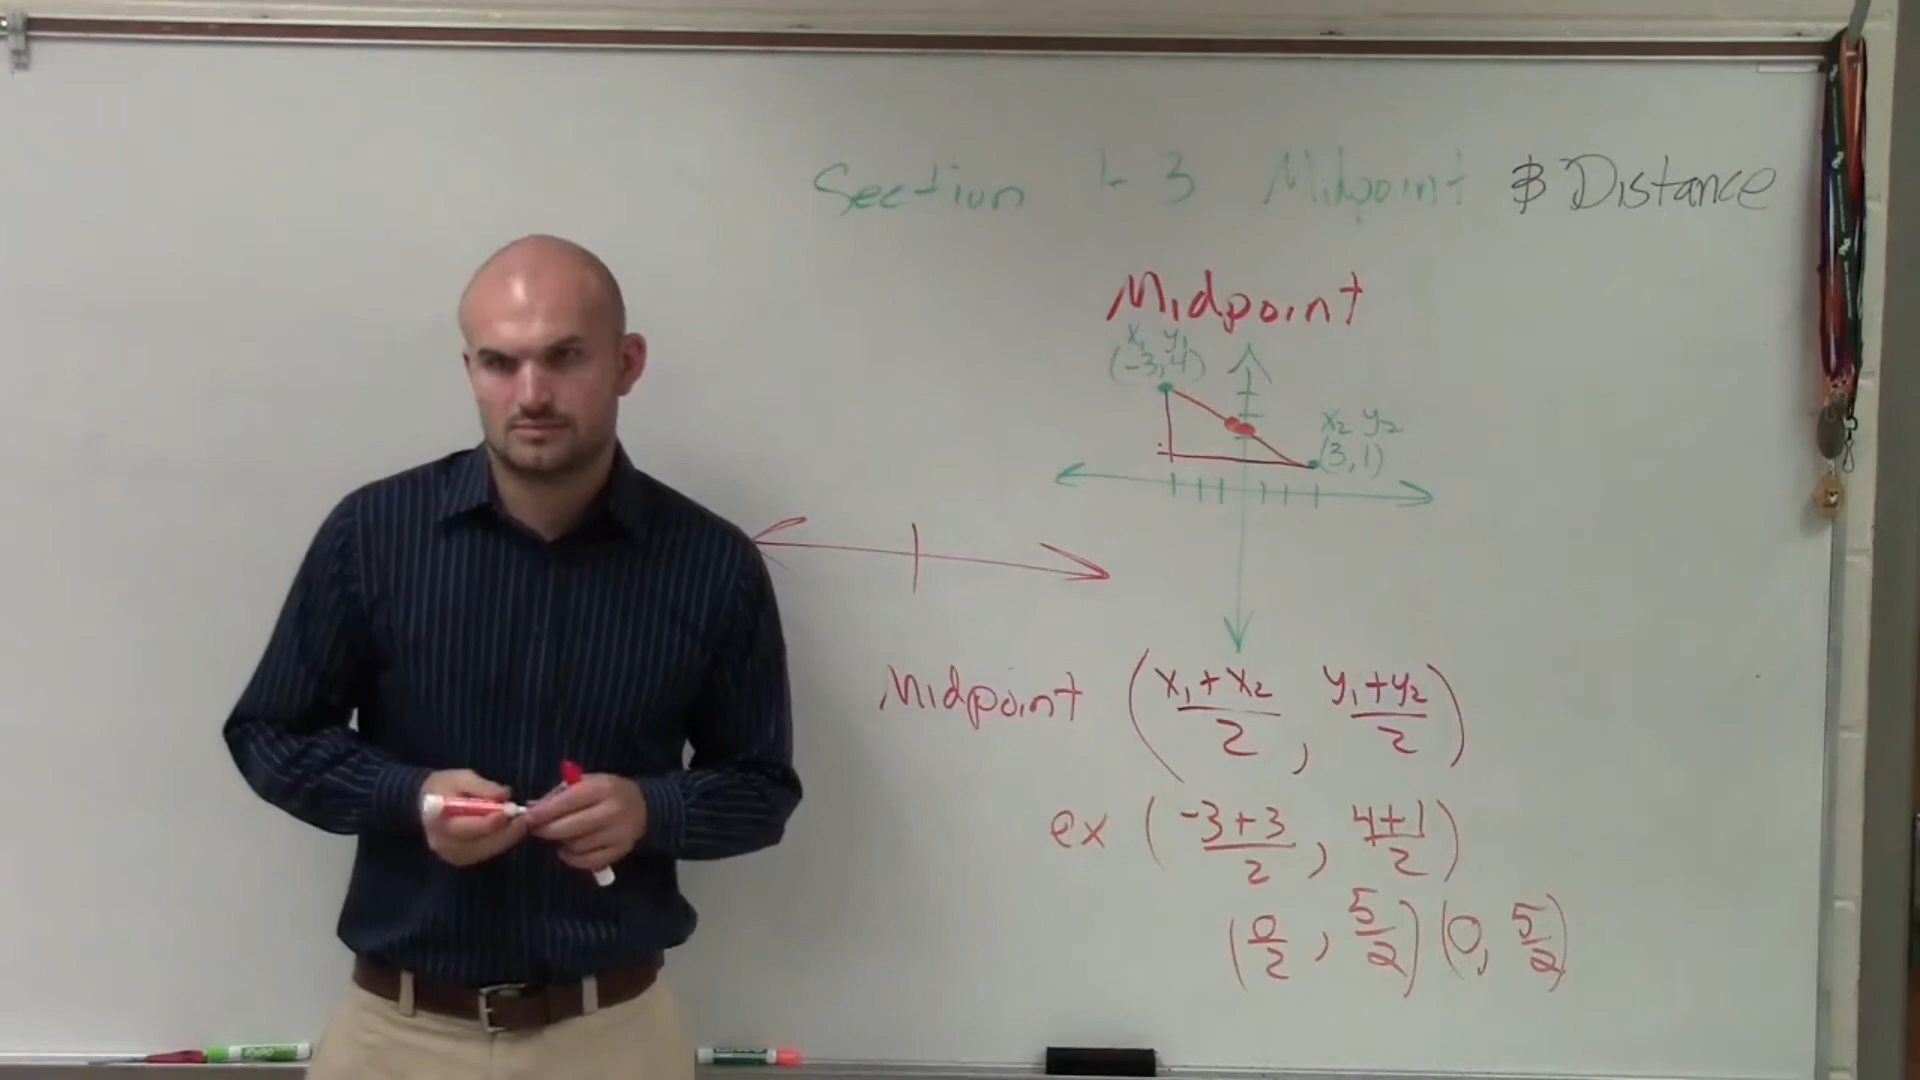 Section 1-3 Midpoint & Distance
Midpoint
x₁ y₁
(-3,4)
x₂ y₂
(3,1)
Midpoint (x₁+x₂/2, y₁+y₂/2)
ex (-3+3/2, 4+1/2)
(0/2, 5/2) (0, 5/2)